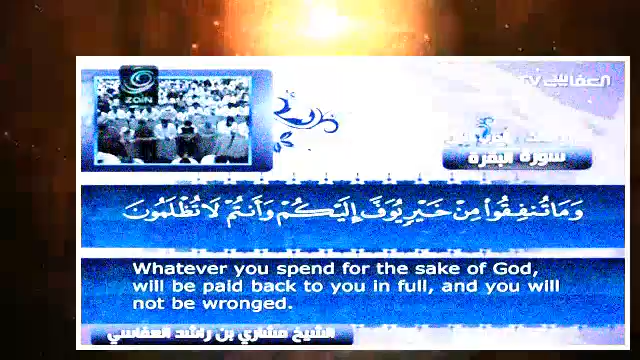 zain
العفاسي TV
سورة البقرة
وَمَا تُنفِقُوا۟ مِنْ خَيْرٍ يُوَفَّ إِلَيْكُمْ وَأَنتُمْ لَا تُظْلَمُونَ
Whatever you spend for the sake of God,
will be paid back to you in full, and you will
not be wronged.
الشيخ مشاري بن راشد العفاسي